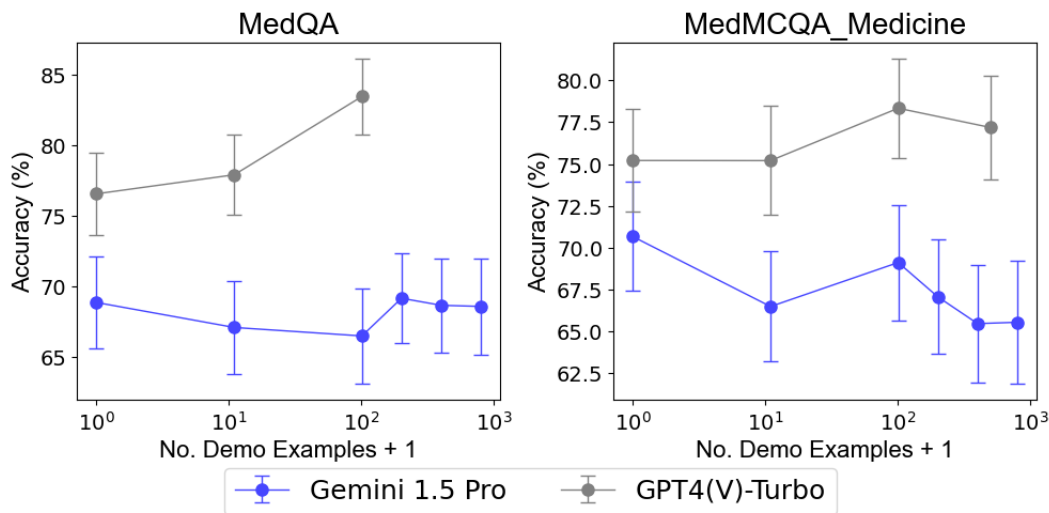 MedQA
Accuracy (%)
85
80
75
70
65
10⁰
10¹
10²
10³
No. Demo Examples + 1
MedMCQA_Medicine
Accuracy (%)
80.0
77.5
75.0
72.5
70.0
67.5
65.0
62.5
10⁰
10¹
10²
10³
No. Demo Examples + 1
Gemini 1.5 Pro
GPT4(V)-Turbo